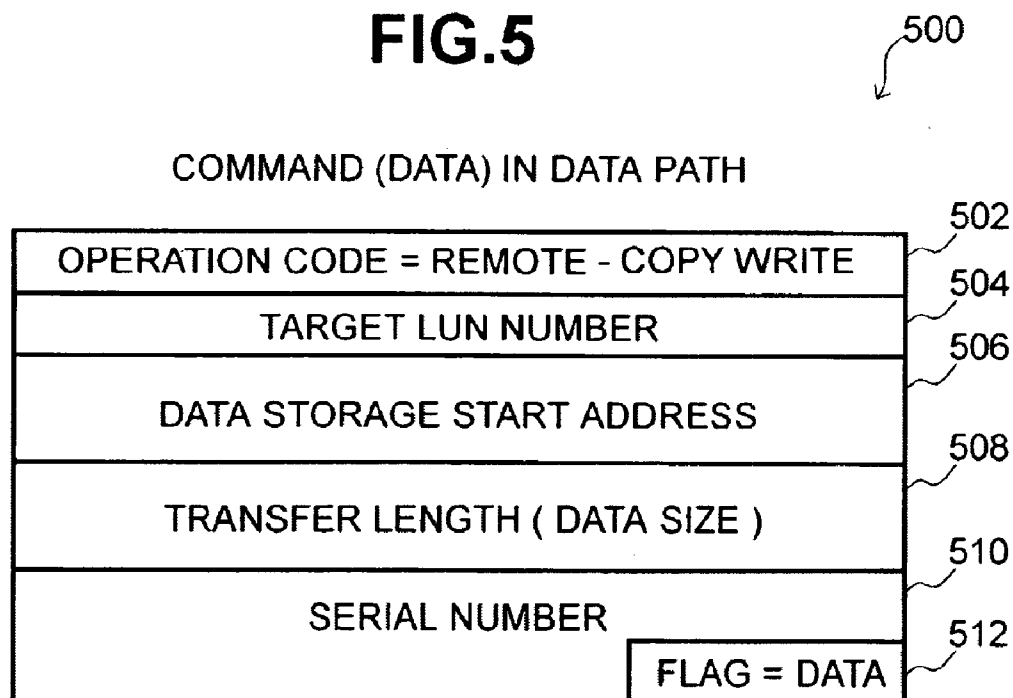 FIG.5
500
COMMAND (DATA) IN DATA PATH
502
OPERATION CODE = REMOTE - COPY WRITE
504
TARGET LUN NUMBER
506
DATA STORAGE START ADDRESS
508
TRANSFER LENGTH ( DATA SIZE )
510
SERIAL NUMBER
512
FLAG = DATA